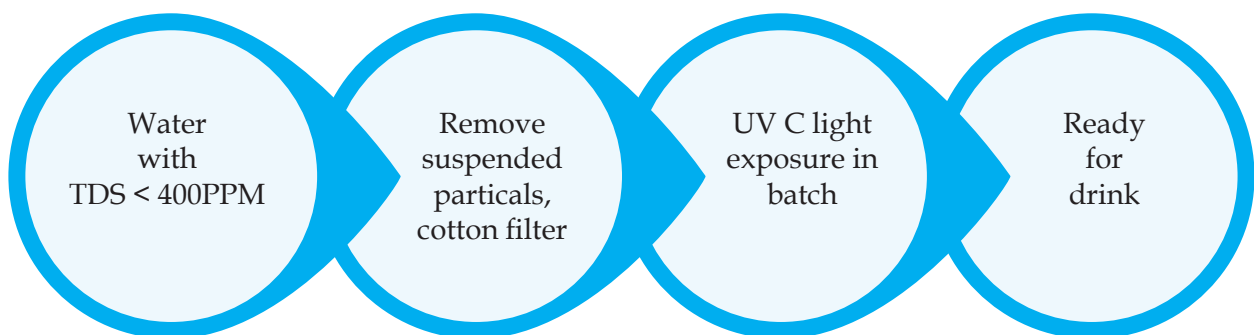 Water
with
TDS < 400PPM
Remove
suspended
particals,
cotton filter
UV C light
exposure in
batch
Ready
for
drink